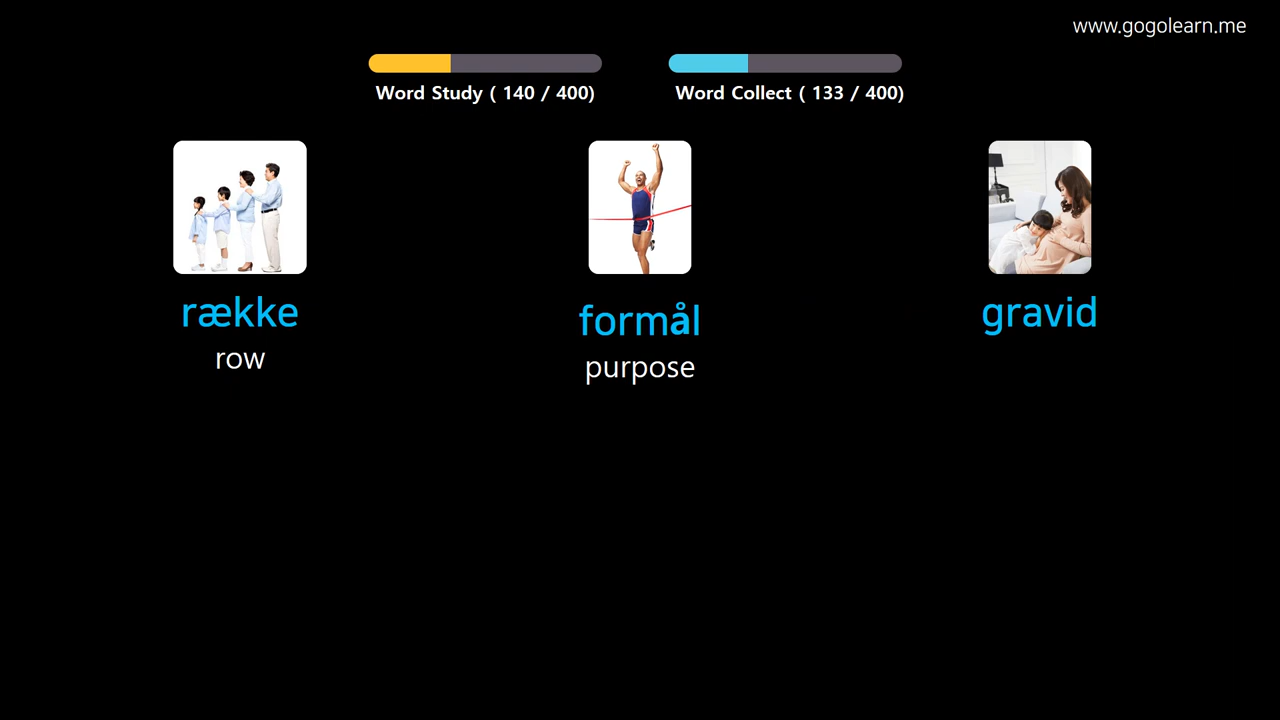 www.gogolearn.me
Word Study ( 140 / 400)
Word Collect ( 133 / 400)
række
row
formål
purpose
gravid